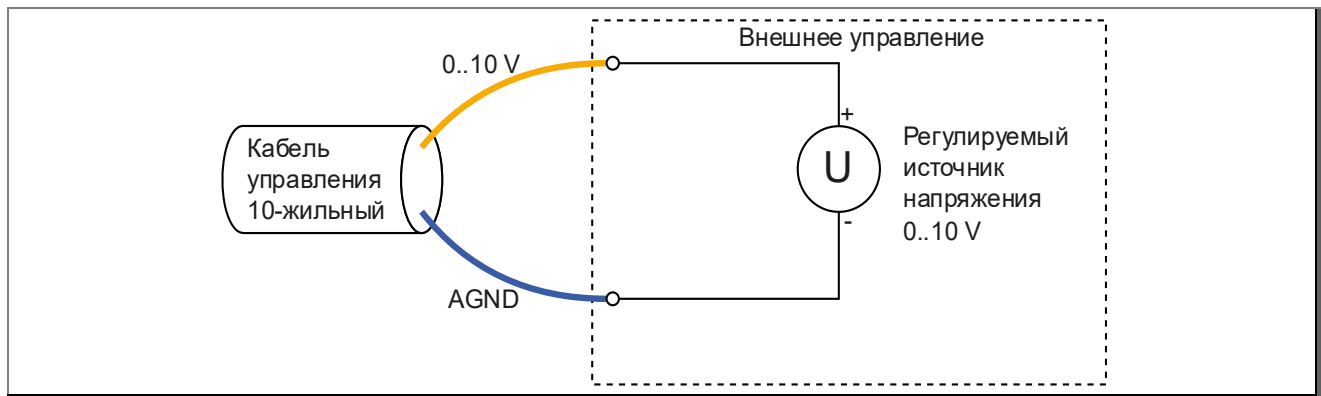 Внешнее управление
0..10 V
+
Кабель
управления
10-жильный
U
Регулируемый
источник
напряжения
0..10 V
-
AGND